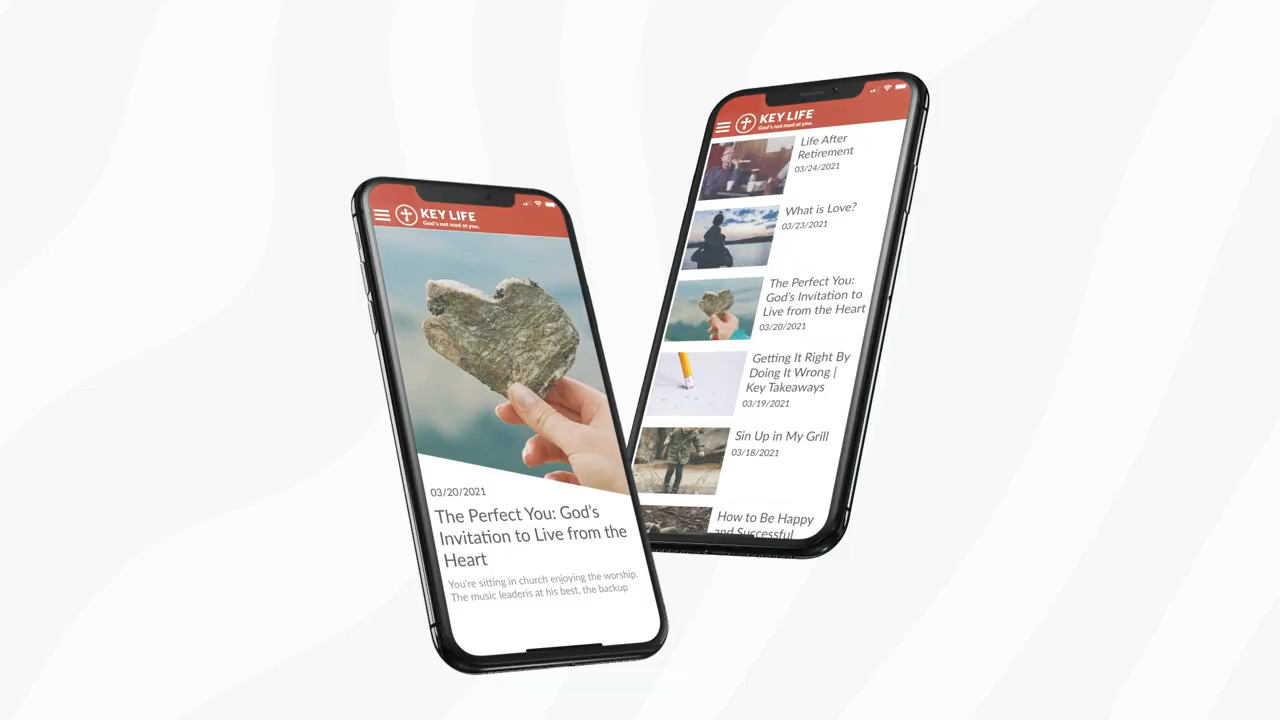 KEY LIFE
God's not mad at you.
03/20/2021
The Perfect You: God's
Invitation to Live from the
Heart
You're sitting in church enjoying the worship.
The music leaderis at his best, the backup
KEY LIFE
God's not mad at you.
Life After
Retirement
03/24/2021
What is Love?
03/23/2021
The Perfect You:
God's Invitation to
Live from the Heart
03/20/2021
Getting It Right By
Doing It Wrong |
Key Takeaways
03/19/2021
Sin Up in My Grill
03/18/2021
How to Be Happy
and Successful